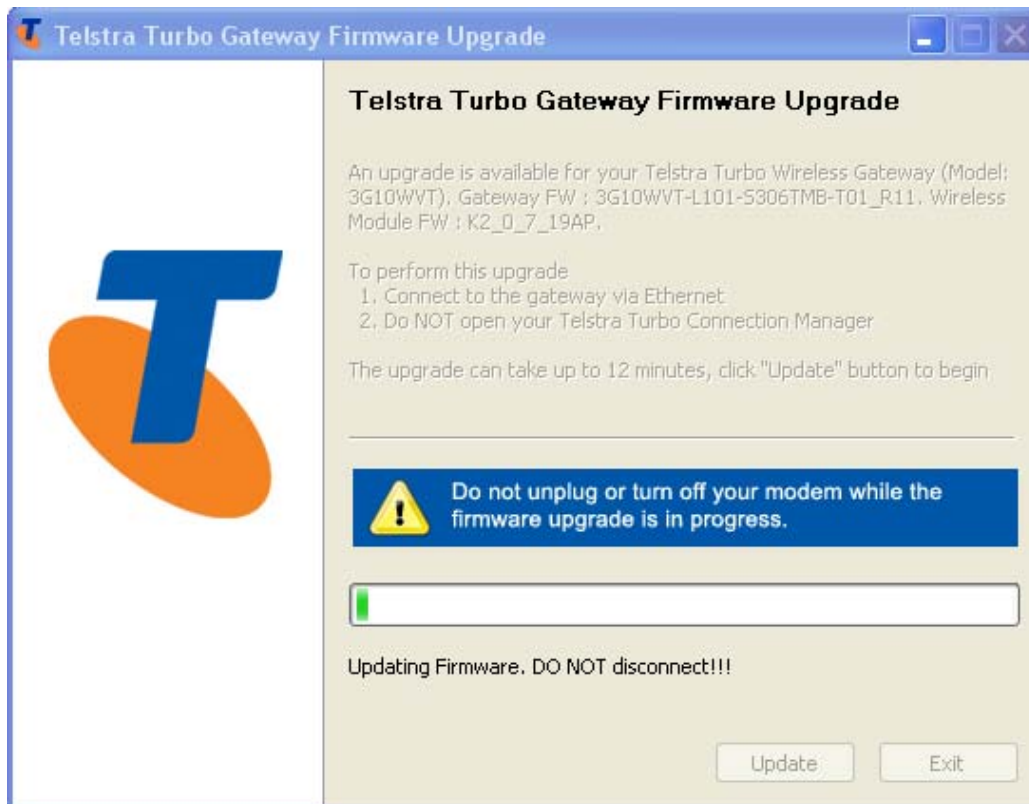 Telstra Turbo Gateway Firmware Upgrade
Telstra Turbo Gateway Firmware Upgrade
An upgrade is available for your Telstra Turbo Wireless Gateway (Model:
3G10WVT). Gateway FW : 3G10WVT-L101-S306TMB-T01_R11. Wireless
Module FW : K2_0_7_19AP.
To perform this upgrade
1. Connect to the gateway via Ethernet
2. Do NOT open your Telstra Turbo Connection Manager
The upgrade can take up to 12 minutes, click "Update" button to begin
Do not unplug or turn off your modem while the
firmware upgrade is in progress.
Updating Firmware. DO NOT disconnect!!!
Update
Exit